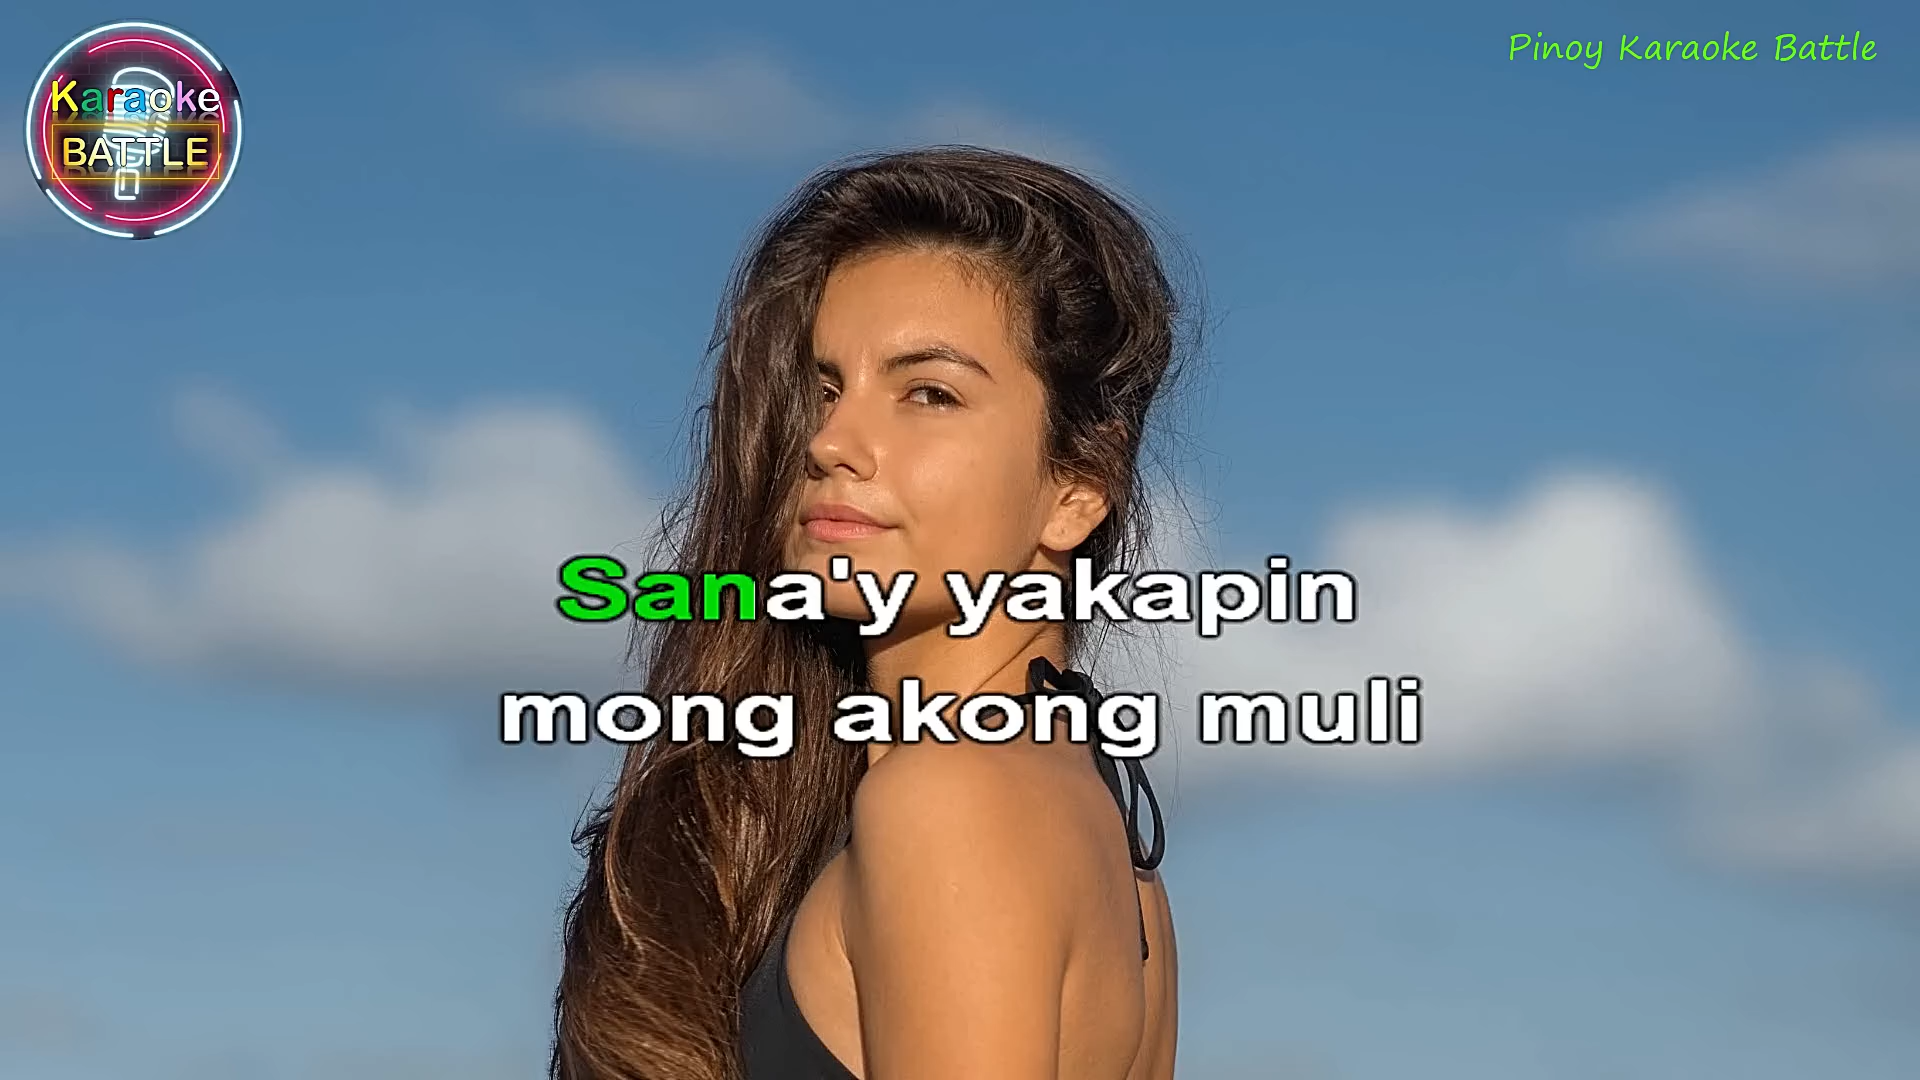 Karaoke
BATTLE
Pinoy Karaoke Battle
Sana'y yakapin
mong akong muli